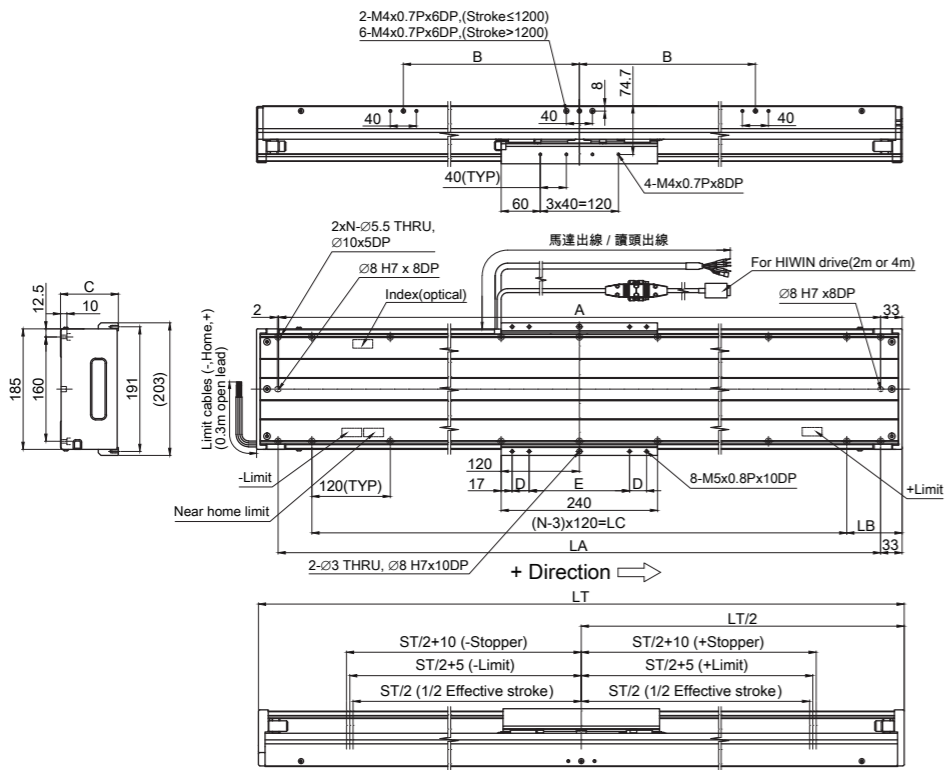 2-M4x0.7Px6DP,(Stroke≤1200)
6-M4x0.7Px6DP,(Stroke>1200)
B
B
8
74.7
40
40
40
40(TYP)
4-M4x0.7Px8DP
60
3x40=120
2xN-Ø5.5 THRU,
Ø10x5DP
馬達出線 / 讀頭出線
For HIWIN drive(2m or 4m)
Ø8 H7 x 8DP
Ø8 H7 x8DP
Index(optical)
12.5
C
10
2
A
33
185
160
191
(203)
Limit cables (-,Home,+)
(0.3m open lead)
-Limit
120
8-M5x0.8Px10DP
+Limit
120(TYP)
17
D
E
D
Near home limit
240
(N-3)x120=LC
LB
LA
33
2-Ø3 THRU, Ø8 H7x10DP
+ Direction
LT
LT/2
ST/2+10 (-Stopper)
ST/2+10 (+Stopper)
ST/2+5 (-Limit)
ST/2+5 (+Limit)
ST/2 (1/2 Effective stroke)
ST/2 (1/2 Effective stroke)